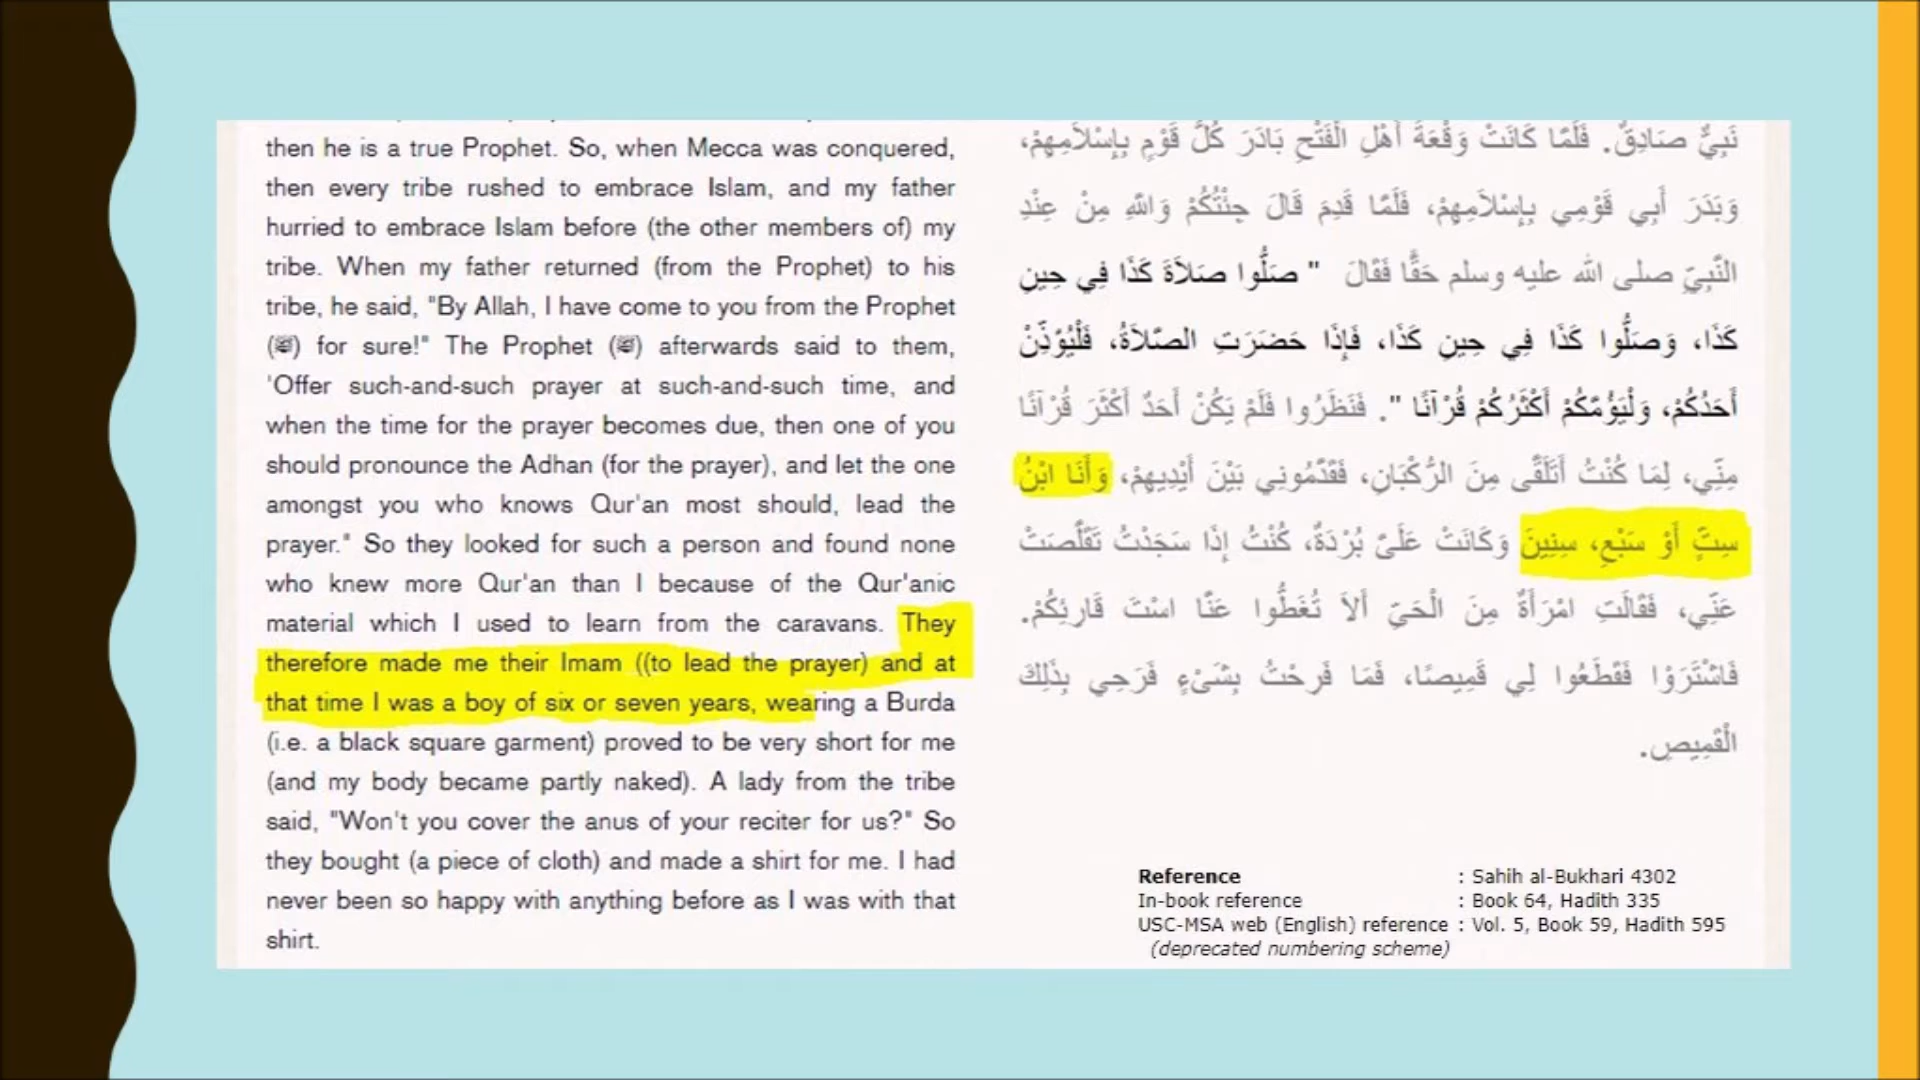 then he is a true Prophet. So, when Mecca was conquered,
then every tribe rushed to embrace Islam, and my father
hurried to embrace Islam before (the other members of) my
tribe. When my father returned (from the Prophet) to his
tribe, he said, "By Allah, I have come to you from the Prophet
(ﷺ) for sure!" The Prophet (ﷺ) afterwards said to them,
'Offer such-and-such prayer at such-and-such time, and
when the time for the prayer becomes due, then one of you
should pronounce the Adhan (for the prayer), and let the one
amongst you who knows Qur'an most should, lead the
prayer." So they looked for such a person and found none
who knew more Qur'an than I because of the Qur'anic
material which I used to learn from the caravans. They
therefore made me their Imam ((to lead the prayer) and at
that time I was a boy of six or seven years, wearing a Burda
(i.e. a black square garment) proved to be very short for me
(and my body became partly naked). A lady from the tribe
said, "Won't you cover the anus of your reciter for us?" So
they bought (a piece of cloth) and made a shirt for me. I had
never been so happy with anything before as I was with that
shirt.
نَبِيٌّ صَادِقٌ. فَلَمَّا كَانَتْ وَقْعَةُ أَهْلِ الْفَتْحِ بَادَرَ كُلُّ قَوْمٍ بِإِسْلاَمِهِمْ،
وَبَدَرَ أَبِي قَوْمِي بِإِسْلاَمِهِمْ، فَلَمَّا قَدِمَ قَالَ جِئْتُكُمْ وَاللَّهِ مِنْ عِنْدِ
النَّبِيِّ صلى الله عليه وسلم حَقًّا فَقَالَ " صَلُّوا صَلاَةَ كَذَا فِي حِينِ
كَذَا، وَصَلُّوا كَذَا فِي حِينِ كَذَا، فَإِذَا حَضَرَتِ الصَّلاَةُ، فَلْيُؤَذِّنْ
أَحَدُكُمْ، وَلْيَؤُمَّكُمْ أَكْثَرُكُمْ قُرْآنًا ". فَنَظَرُوا فَلَمْ يَكُنْ أَحَدٌ أَكْثَرَ قُرْآنًا
مِنِّي، لِمَا كُنْتُ أَتَلَقَّى مِنَ الرُّكْبَانِ، فَقَدَّمُونِي بَيْنَ أَيْدِيهِمْ، وَأَنَا ابْنُ
سِتٍّ أَوْ سَبْعِ، سِنِينَ وَكَانَتْ عَلَىَّ بُرْدَةٌ، كُنْتُ إِذَا سَجَدْتُ تَقَلَّصَتْ
عَنِّي، فَقَالَتِ امْرَأَةٌ مِنَ الْحَيِّ أَلاَ تُغَطُّوا عَنَّا اسْتَ قَارِئِكُمْ.
فَاشْتَرَوْا فَقَطَعُوا لِي قَمِيصًا، فَمَا فَرِحْتُ بِشَىْءٍ فَرَحِي بِذَلِكَ
الْقَمِيصِ.
Reference : Sahih al-Bukhari 4302
In-book reference : Book 64, Hadith 335
USC-MSA web (English) reference : Vol. 5, Book 59, Hadith 595
(deprecated numbering scheme)